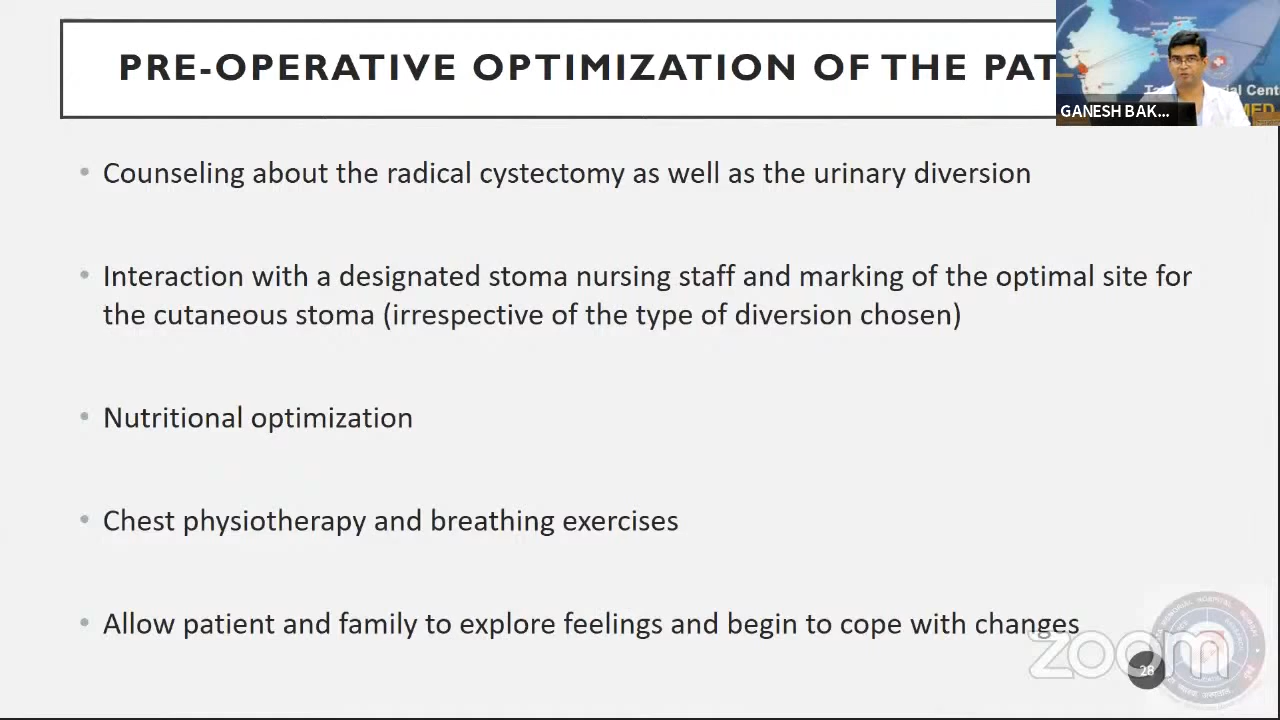 PRE-OPERATIVE OPTIMIZATION OF THE PAT
GANESH BAK...
• Counseling about the radical cystectomy as well as the urinary diversion
• Interaction with a designated stoma nursing staff and marking of the optimal site for
the cutaneous stoma (irrespective of the type of diversion chosen)
• Nutritional optimization
• Chest physiotherapy and breathing exercises
• Allow patient and family to explore feelings and begin to cope with changes
zoom
28